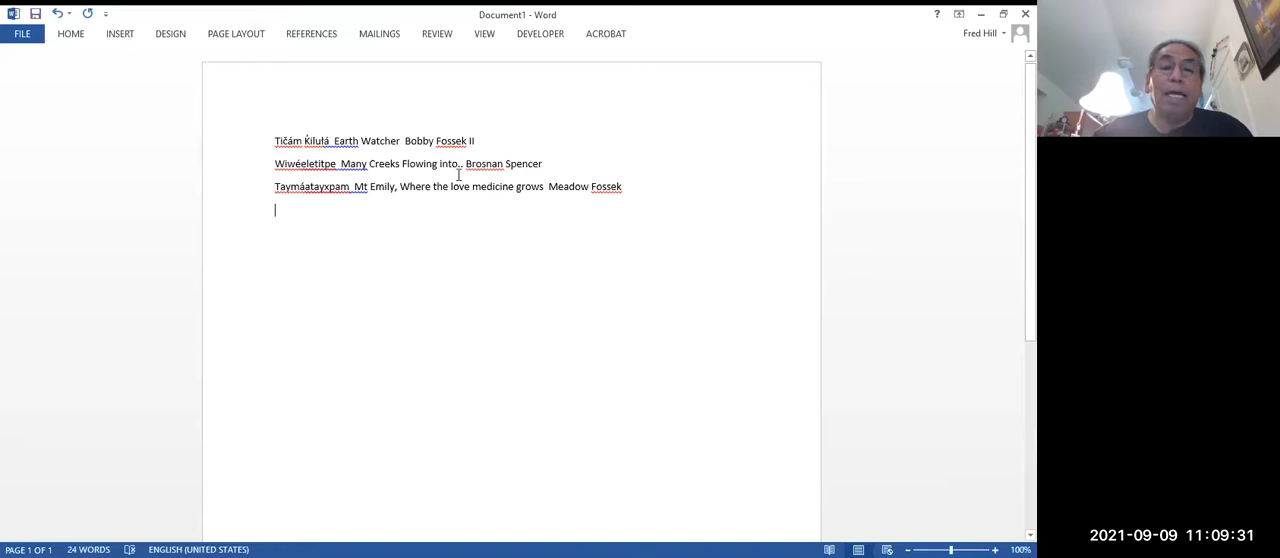 Document1 - Word
FILE HOME INSERT DESIGN PAGE LAYOUT REFERENCES MAILINGS REVIEW VIEW DEVELOPER ACROBAT Fred Hill
Tičám K̓iłułá Earth Watcher Bobby Fossek II
Wiwéeletitpe Many Creeks Flowing into.. Brosnan Spencer
Taymáatayxpam Mt Emily, Where the love medicine grows Meadow Fossek
PAGE 1 OF 1 24 WORDS ENGLISH (UNITED STATES) 100%
2021-09-09 11:09:31